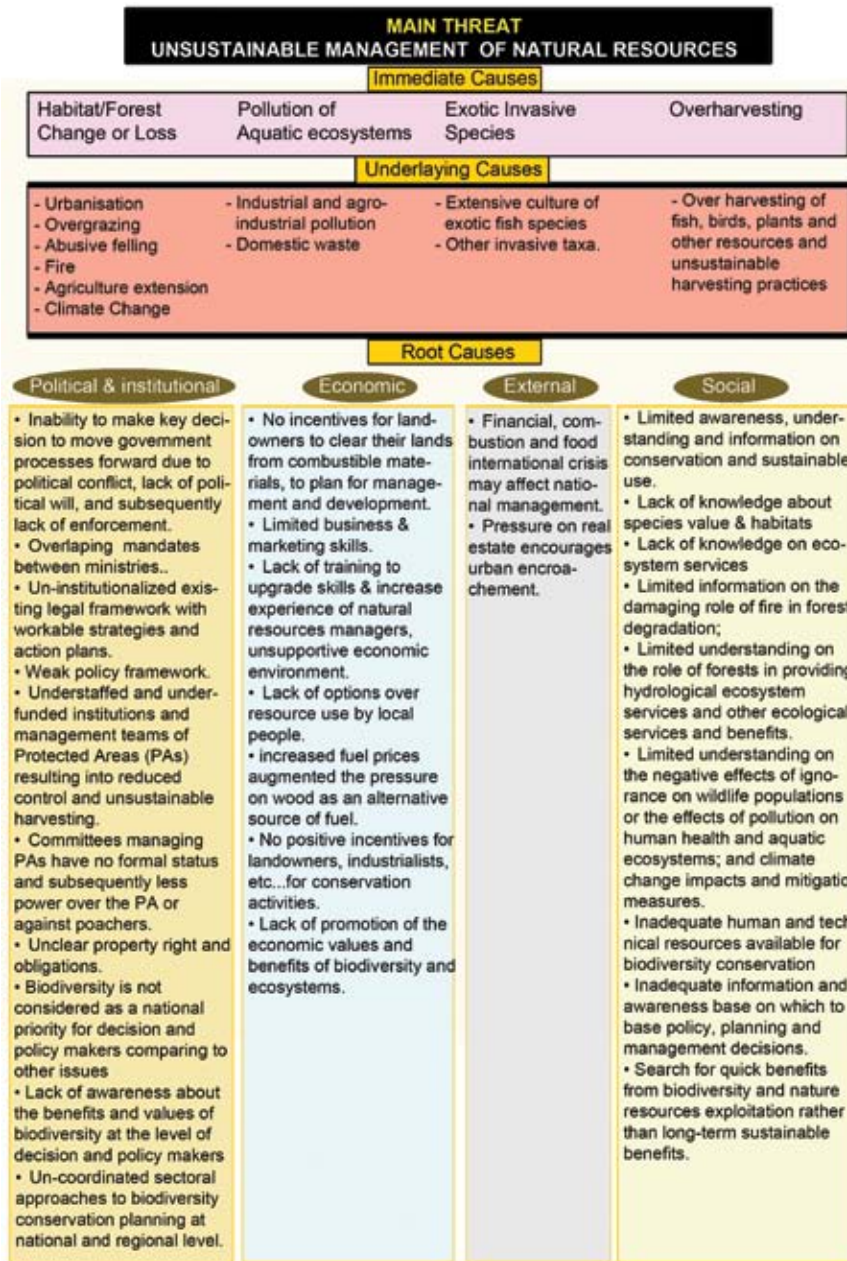 MAIN THREAT
UNSUSTAINABLE MANAGEMENT OF NATURAL RESOURCES
Immediate Causes
Habitat/Forest
Change or Loss
Pollution of
Aquatic ecosystems
Exotic Invasive
Species
Overharvesting
Underlaying Causes
- Urbanisation
- Overgrazing
- Abusive felling
- Fire
- Agriculture extension
- Climate Change
- Industrial and agro-
industrial pollution
- Domestic waste
- Extensive culture of
exotic fish species
- Other invasive taxa.
- Over harvesting of
fish, birds, plants and
other resources and
unsustainable
harvesting practices
Root Causes
Political & institutional
• Inability to make key deci-
sion to move government
processes forward due to
political conflict, lack of poli-
tical will, and subsequently
lack of enforcement.
• Overlaping mandates
between ministries..
• Un-institutionalized exis-
ting legal framework with
workable strategies and
action plans.
• Weak policy framework.
• Understaffed and under-
funded institutions and
management teams of
Protected Areas (PAs)
resulting into reduced
control and unsustainable
harvesting.
• Committees managing
PAs have no formal status
and subsequently less
power over the PA or
against poachers.
• Unclear property right and
obligations.
• Biodiversity is not
considered as a national
priority for decision and
policy makers comparing to
other issues
• Lack of awareness about
the benefits and values of
biodiversity at the level of
decision and policy makers
• Un-coordinated sectoral
approaches to biodiversity
conservation planning at
national and regional level.
Economic
• No incentives for land-
owners to clear their lands
from combustible mate-
rials, to plan for manage-
ment and development.
• Limited business &
marketing skills.
• Lack of training to
upgrade skills & increase
experience of natural
resources managers,
unsupportive economic
environment.
• Lack of options over
resource use by local
people.
• increased fuel prices
augmented the pressure
on wood as an alternative
source of fuel.
• No positive incentives for
landowners, industrialists,
etc...for conservation
activities.
• Lack of promotion of the
economic values and
benefits of biodiversity and
ecosystems.
External
• Financial, com-
bustion and food
international crisis
may affect natio-
nal management.
• Pressure on real
estate encourages
urban encroa-
chement.
Social
• Limited awareness, under-
standing and information on
conservation and sustainable
use.
• Lack of knowledge about
species value & habitats
• Lack of knowledge on eco-
system services
• Limited information on the
damaging role of fire in forest
degradation;
• Limited understanding on
the role of forests in providing
hydrological ecosystem
services and other ecological
services and benefits.
• Limited understanding on
the negative effects of igno-
rance on wildlife populations
or the effects of pollution on
human health and aquatic
ecosystems; and climate
change impacts and mitigatio
measures.
• Inadequate human and tech
nical resources available for
biodiversity conservation
• Inadequate information and
awareness base on which to
base policy, planning and
management decisions.
• Search for quick benefits
from biodiversity and nature
resources exploitation rather
than long-term sustainable
benefits.